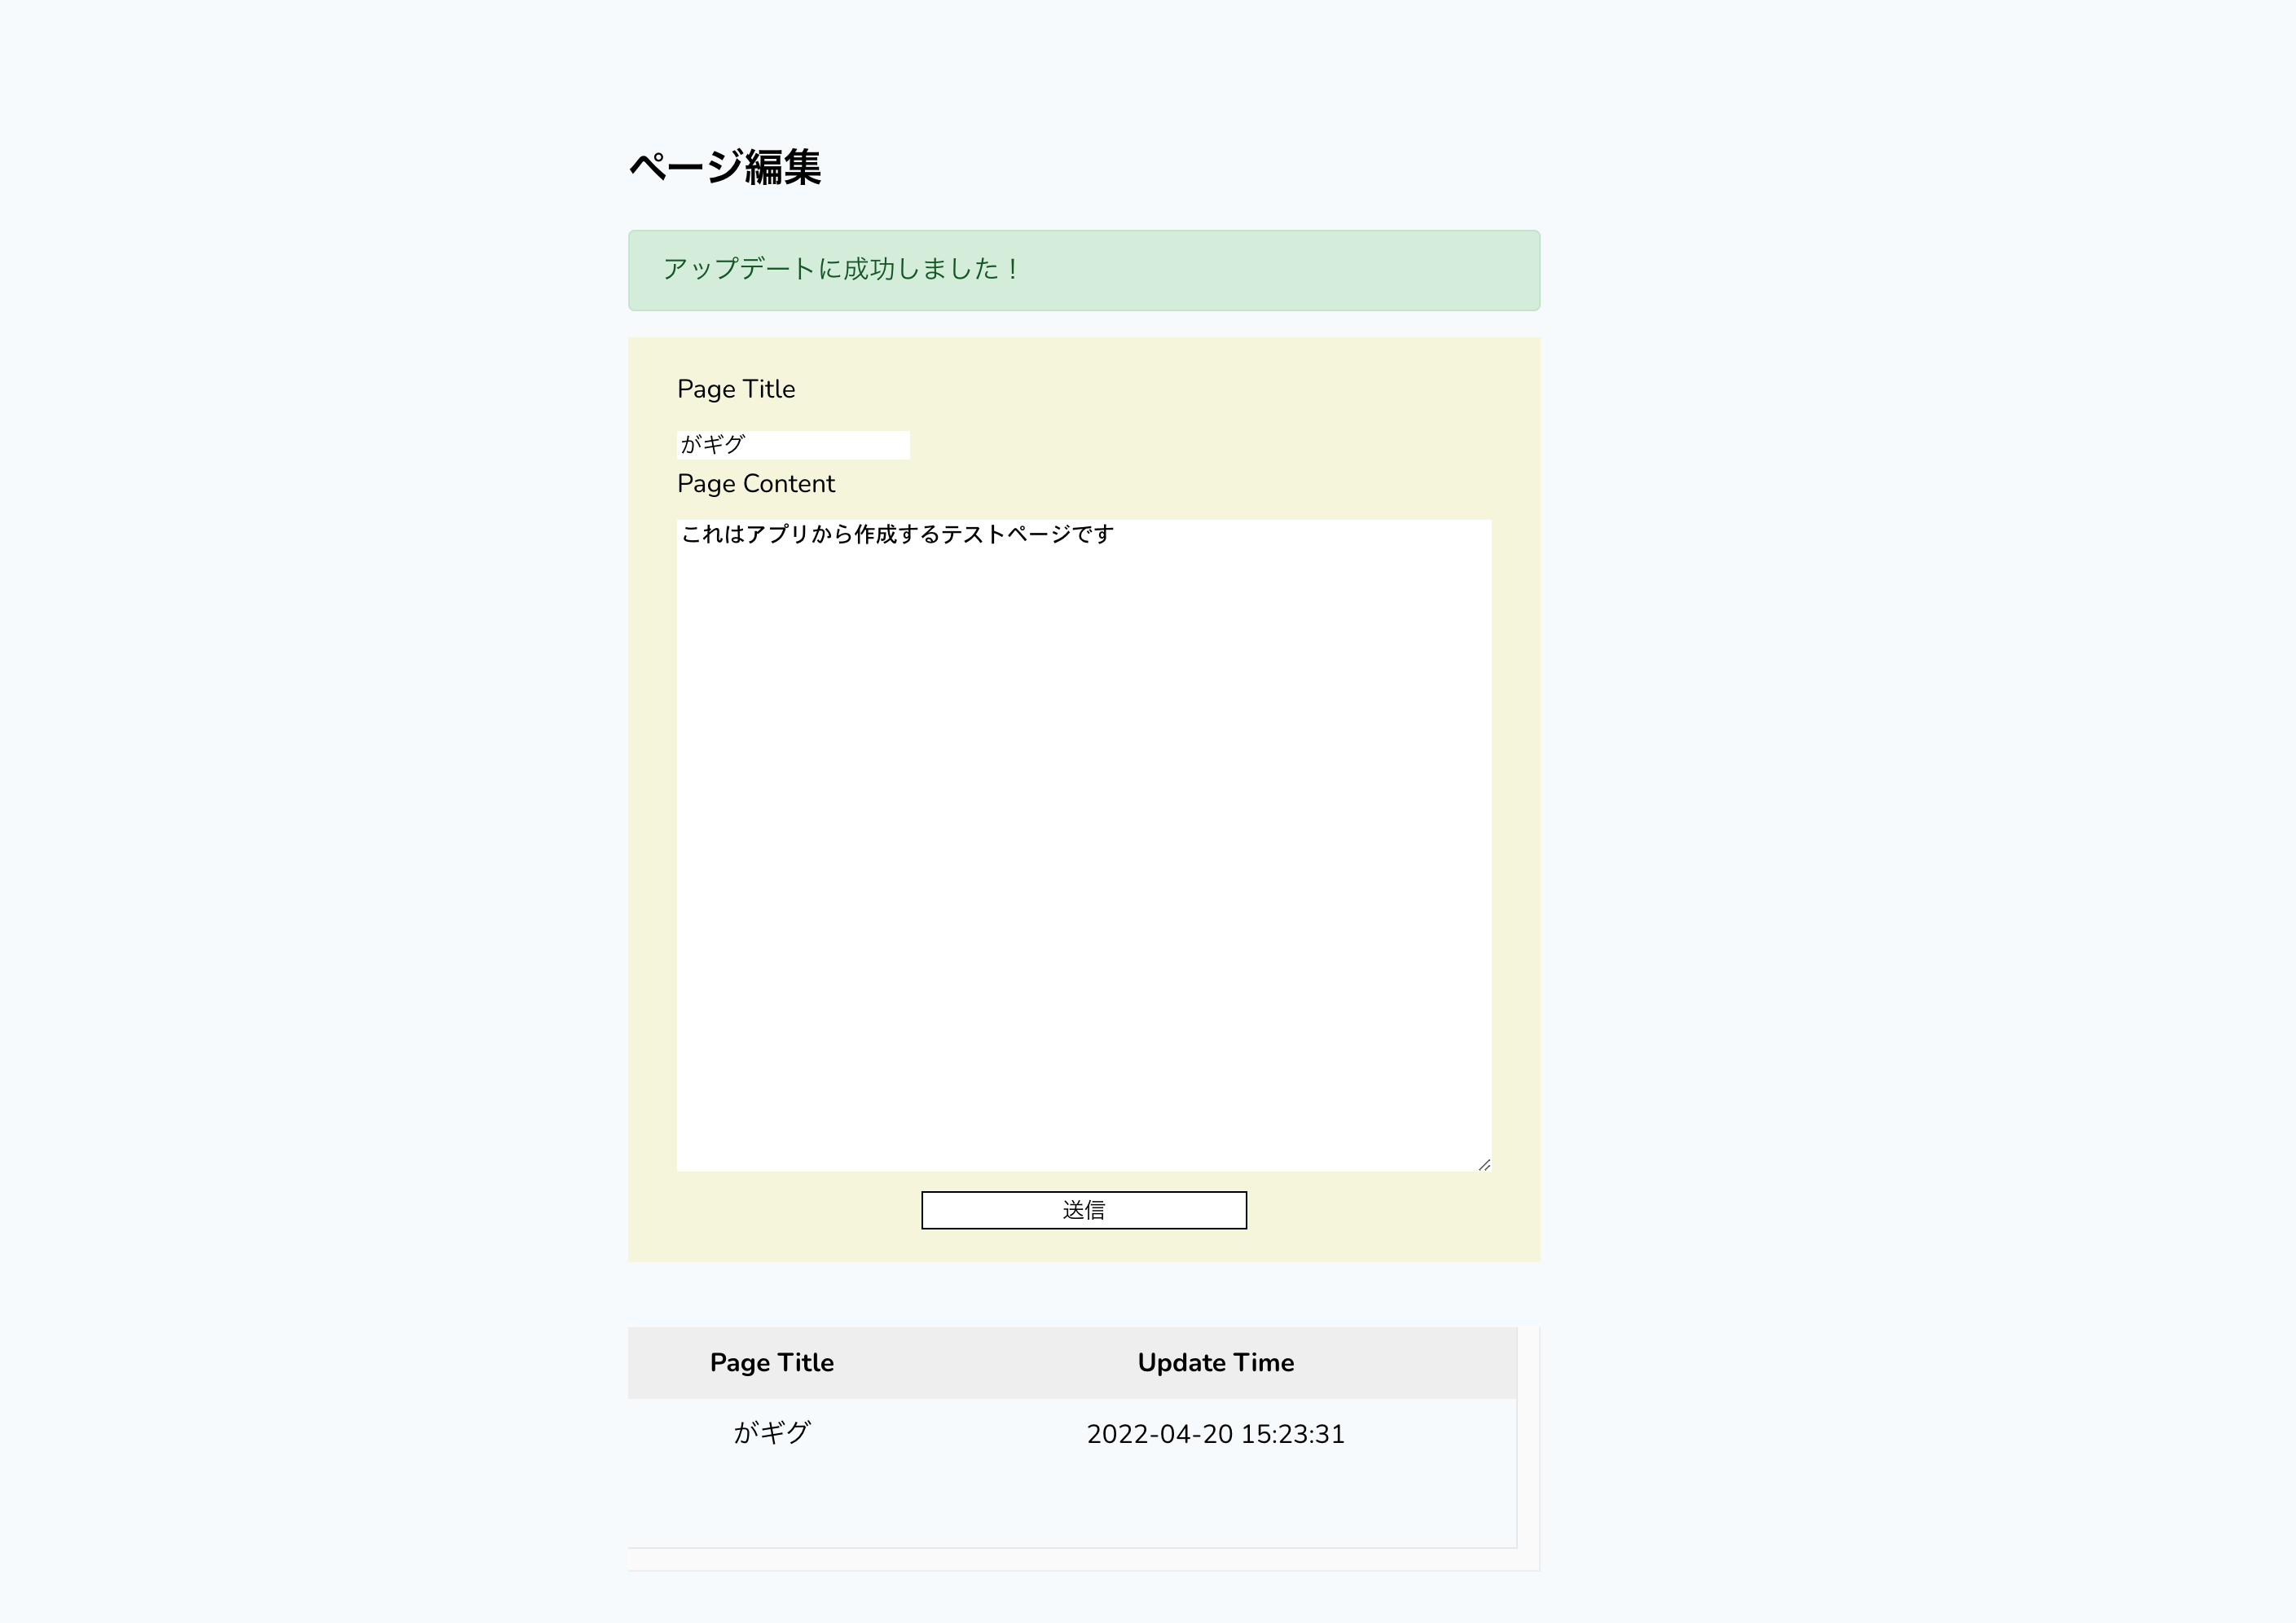 ページ編集
アップデートに成功しました！
Page Title
がギグ
Page Content
これはアプリから作成するテストページです
送信
Page Title Update Time
がギグ 2022-04-20 15:23:31